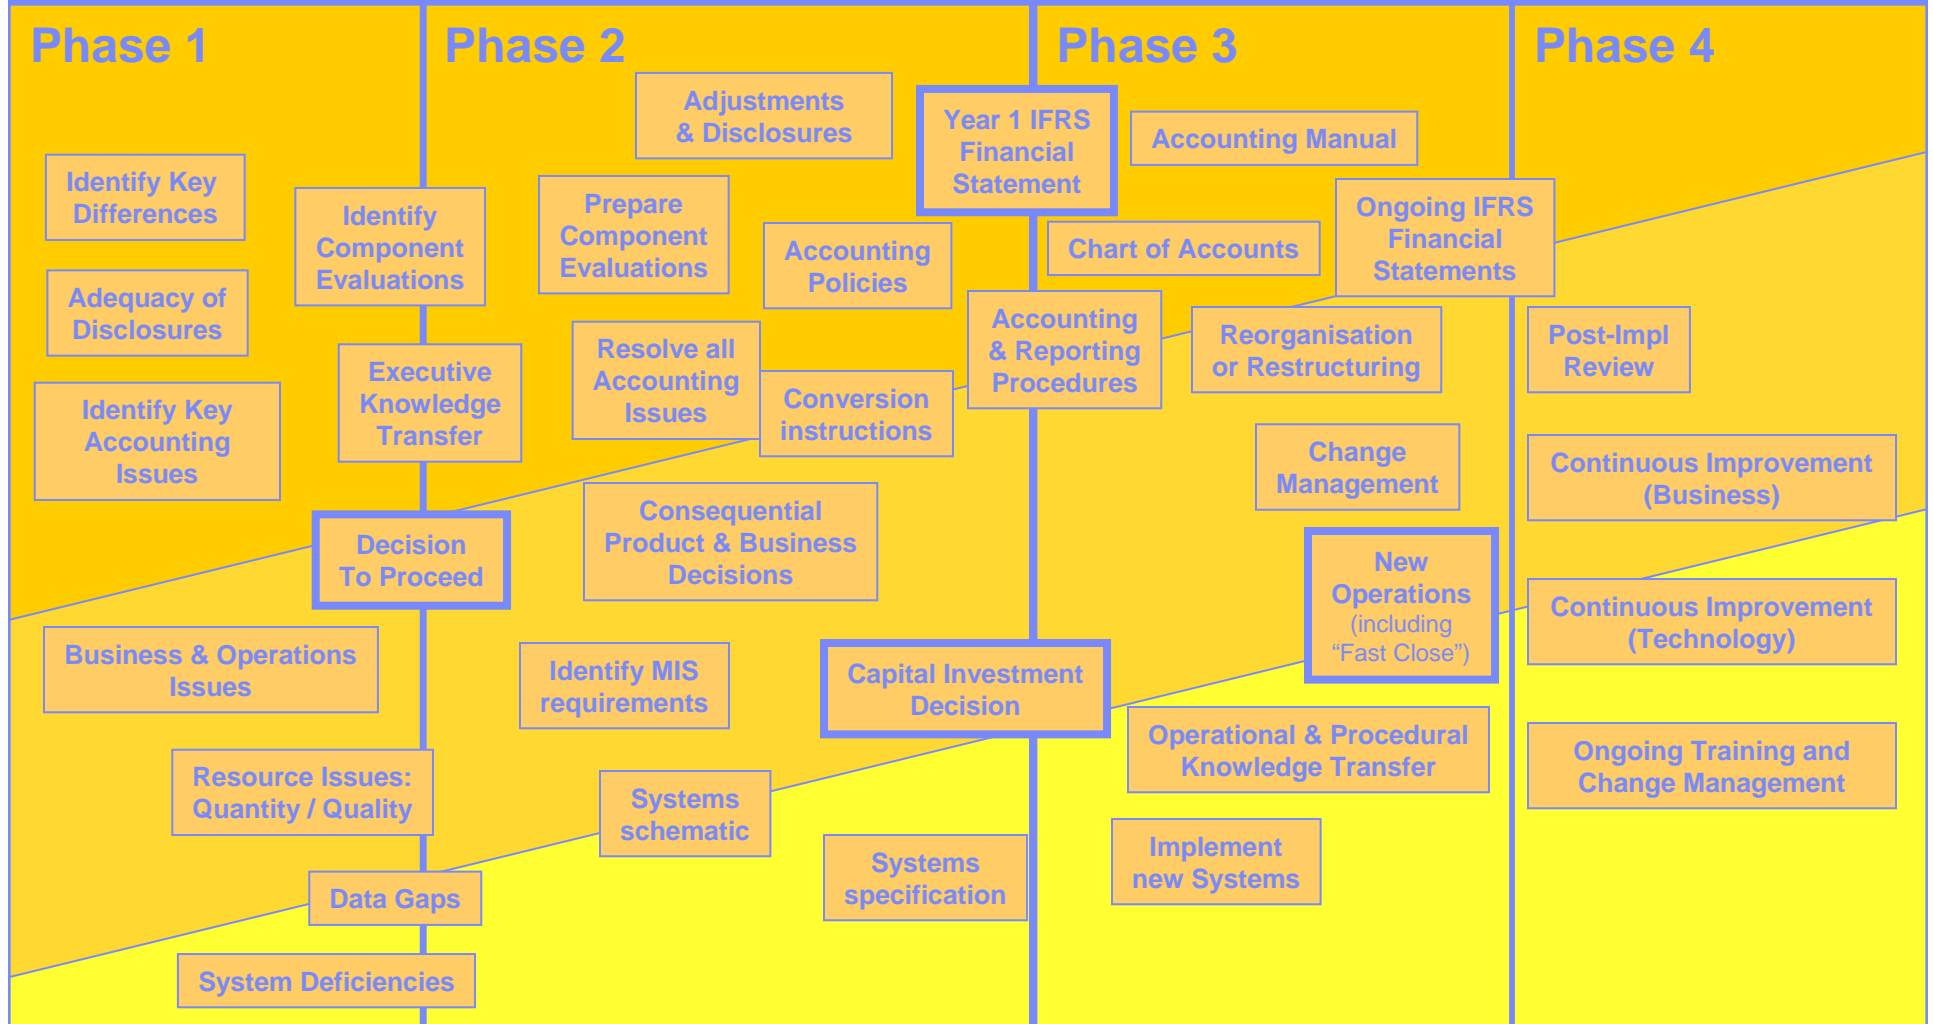 Phase 1
Phase 2
Phase 3
Phase 4
Identify Key
Differences
Adequacy of
Disclosures
Identify Key
Accounting
Issues
Identify
Component
Evaluations
Executive
Knowledge
Transfer
Decision
To Proceed
Business & Operations
Issues
Resource Issues:
Quantity / Quality
Data Gaps
System Deficiencies
Adjustments
& Disclosures
Prepare
Component
Evaluations
Accounting
Policies
Resolve all
Accounting
Issues
Conversion
instructions
Consequential
Product & Business
Decisions
Identify MIS
requirements
Systems
schematic
Systems
specification
Year 1 IFRS
Financial
Statement
Accounting
& Reporting
Procedures
Capital Investment
Decision
Accounting Manual
Chart of Accounts
Ongoing IFRS
Financial
Statements
Reorganisation
or Restructuring
Change
Management
New
Operations
(including
“Fast Close”)
Operational & Procedural
Knowledge Transfer
Implement
new Systems
Post-Impl
Review
Continuous Improvement
(Business)
Continuous Improvement
(Technology)
Ongoing Training and
Change Management